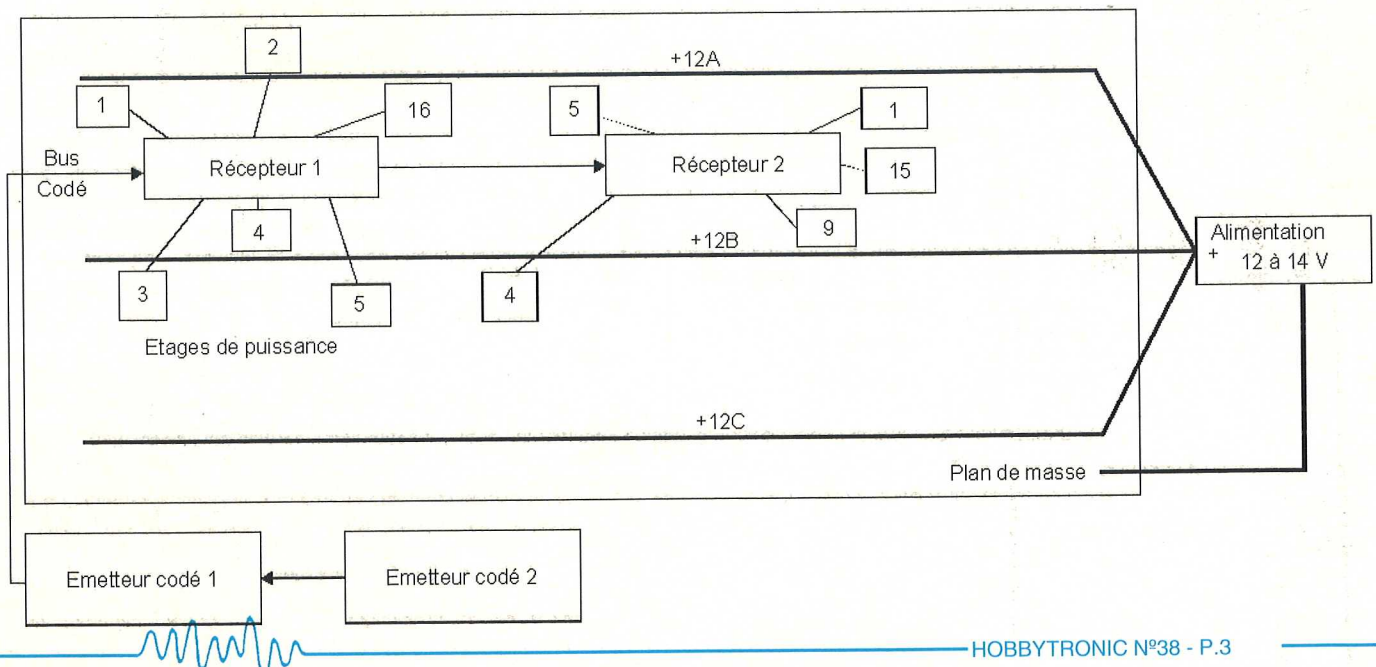 2
+12A
1
16
5
1
Bus
Codé
Récepteur 1
Récepteur 2
15
4
9
+12B
Alimentation
+ 12 à 14 V
3
5
4
Etages de puissance
+12C
Plan de masse
Emetteur codé 1
Emetteur codé 2
HOBBYTRONIC Nº38 - P.3